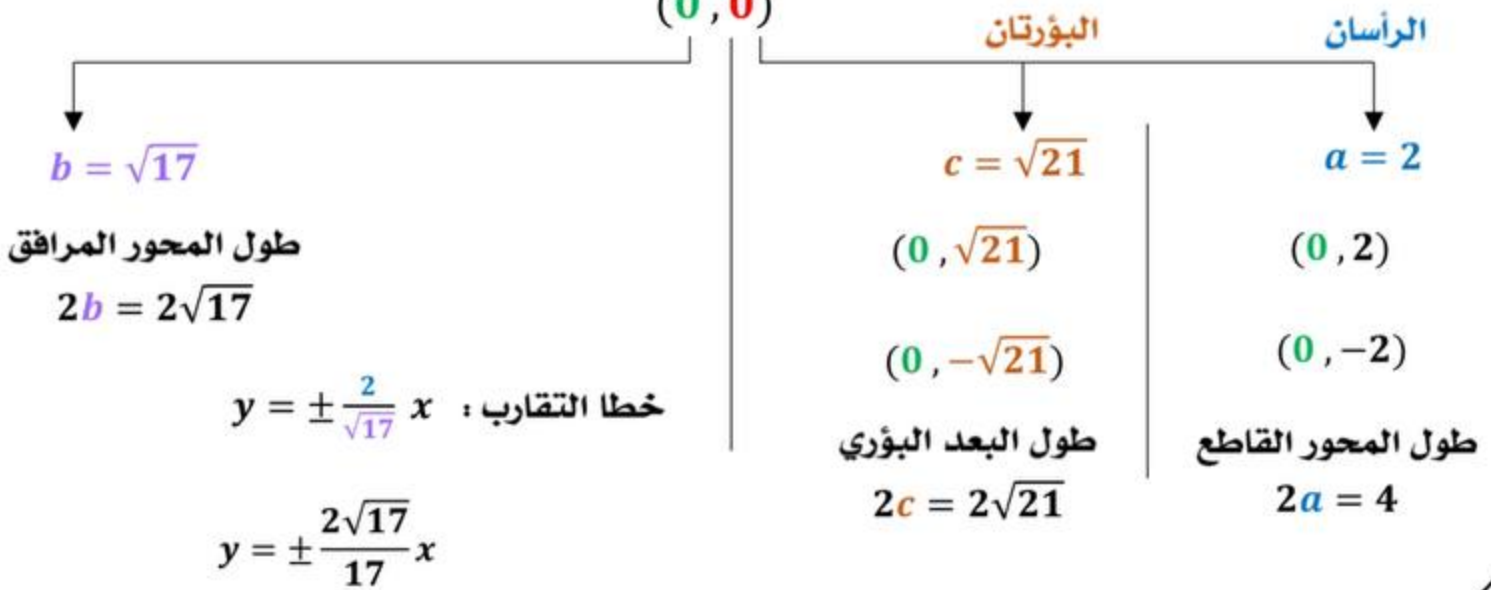 (0 , 0)
الرأسان
a = 2
(0 , 2)
(0 , −2)
طول المحور القاطع
2a = 4
البؤرتان
c = √21
(0 , √21)
(0 , −√21)
طول البعد البؤري
2c = 2√21
b = √17
طول المحور المرافق
2b = 2√17
خطا التقارب : y = ± 2/√17 x
y = ± 2√17/17 x